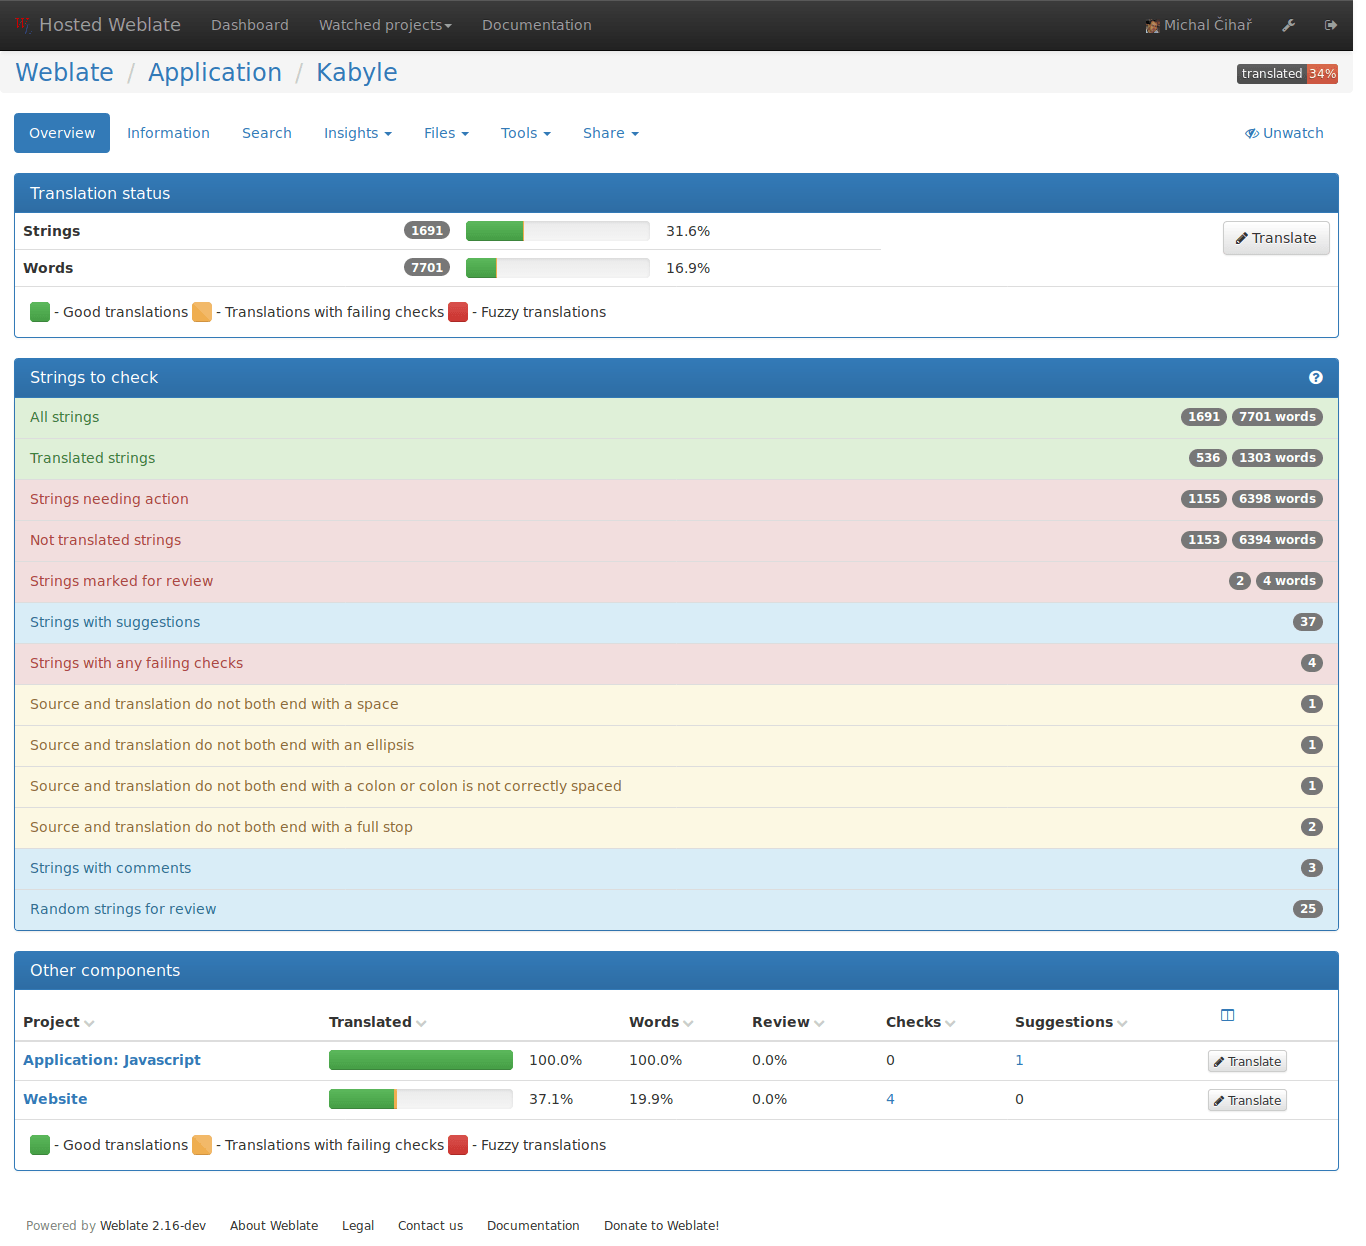 Hosted Weblate Dashboard Watched projects Documentation Michal Čihař
Weblate / Application / Kabyle translated 34%
Overview Information Search Insights Files Tools Share Unwatch
Translation status
Strings 1691 31.6% Translate
Words 7701 16.9%
- Good translations - Translations with failing checks - Fuzzy translations
Strings to check
All strings 1691 7701 words
Translated strings 536 1303 words
Strings needing action 1155 6398 words
Not translated strings 1153 6394 words
Strings marked for review 2 4 words
Strings with suggestions 37
Strings with any failing checks 4
Source and translation do not both end with a space 1
Source and translation do not both end with an ellipsis 1
Source and translation do not both end with a colon or colon is not correctly spaced 1
Source and translation do not both end with a full stop 2
Strings with comments 3
Random strings for review 25
Other components
Project Translated Words Review Checks Suggestions
Application: Javascript 100.0% 100.0% 0.0% 0 1 Translate
Website 37.1% 19.9% 0.0% 4 0 Translate
- Good translations - Translations with failing checks - Fuzzy translations
Powered by Weblate 2.16-dev About Weblate Legal Contact us Documentation Donate to Weblate!